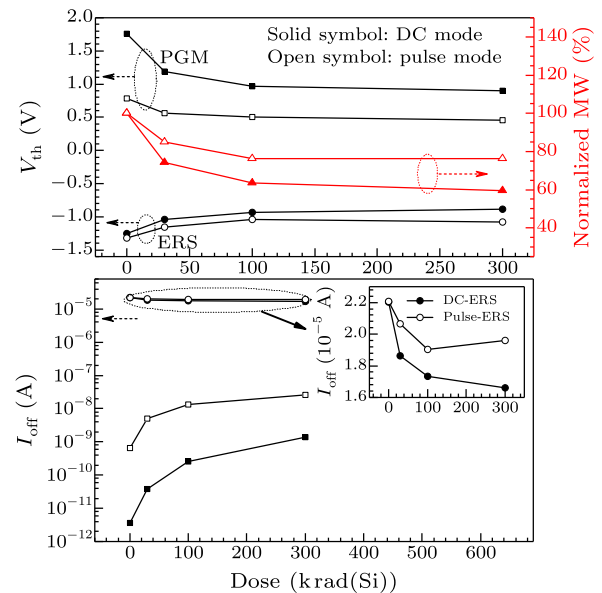 2.0
1.5
1.0
0.5
0.0
−0.5
−1.0
−1.5
V_th (V)
Solid symbol: DC mode
Open symbol: pulse mode
PGM
ERS
140
120
100
80
60
40
Normalized MW (%)
0 50 100 150 200 250 300
10^−5
10^−6
10^−7
10^−8
10^−9
10^−10
10^−11
10^−12
I_off (A)
2.2
2.0
1.8
1.6
I_off (10^−5 A)
DC-ERS
Pulse-ERS
0 100 200 300
0 100 200 300 400 500 600
Dose (krad(Si))